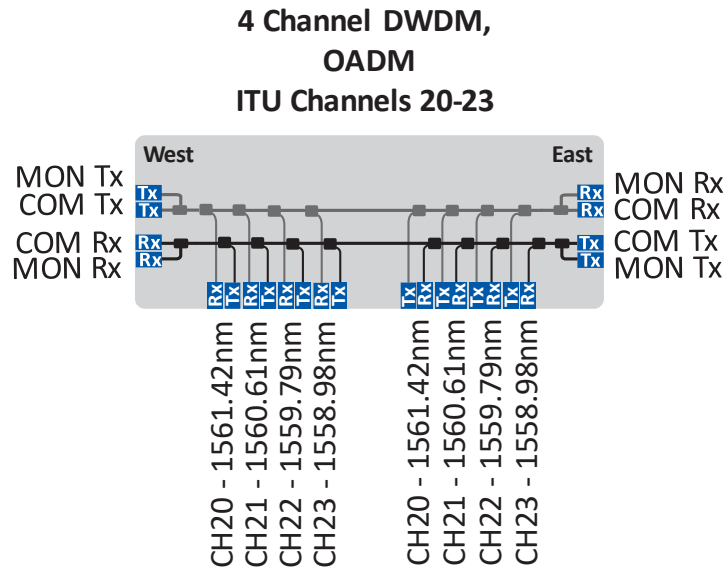 4 Channel DWDM,
OADM
ITU Channels 20-23
West
East
MON Tx
Tx
Rx
MON Rx
COM Tx
Tx
Rx
COM Rx
COM Rx
Rx
Tx
COM Tx
MON Rx
Rx
Tx
MON Tx
Rx Tx Rx Tx Rx Tx Rx Tx
Tx Rx Tx Rx Tx Rx Tx Rx
CH20 - 1561.42nm
CH21 - 1560.61nm
CH22 - 1559.79nm
CH23 - 1558.98nm
CH20 - 1561.42nm
CH21 - 1560.61nm
CH22 - 1559.79nm
CH23 - 1558.98nm